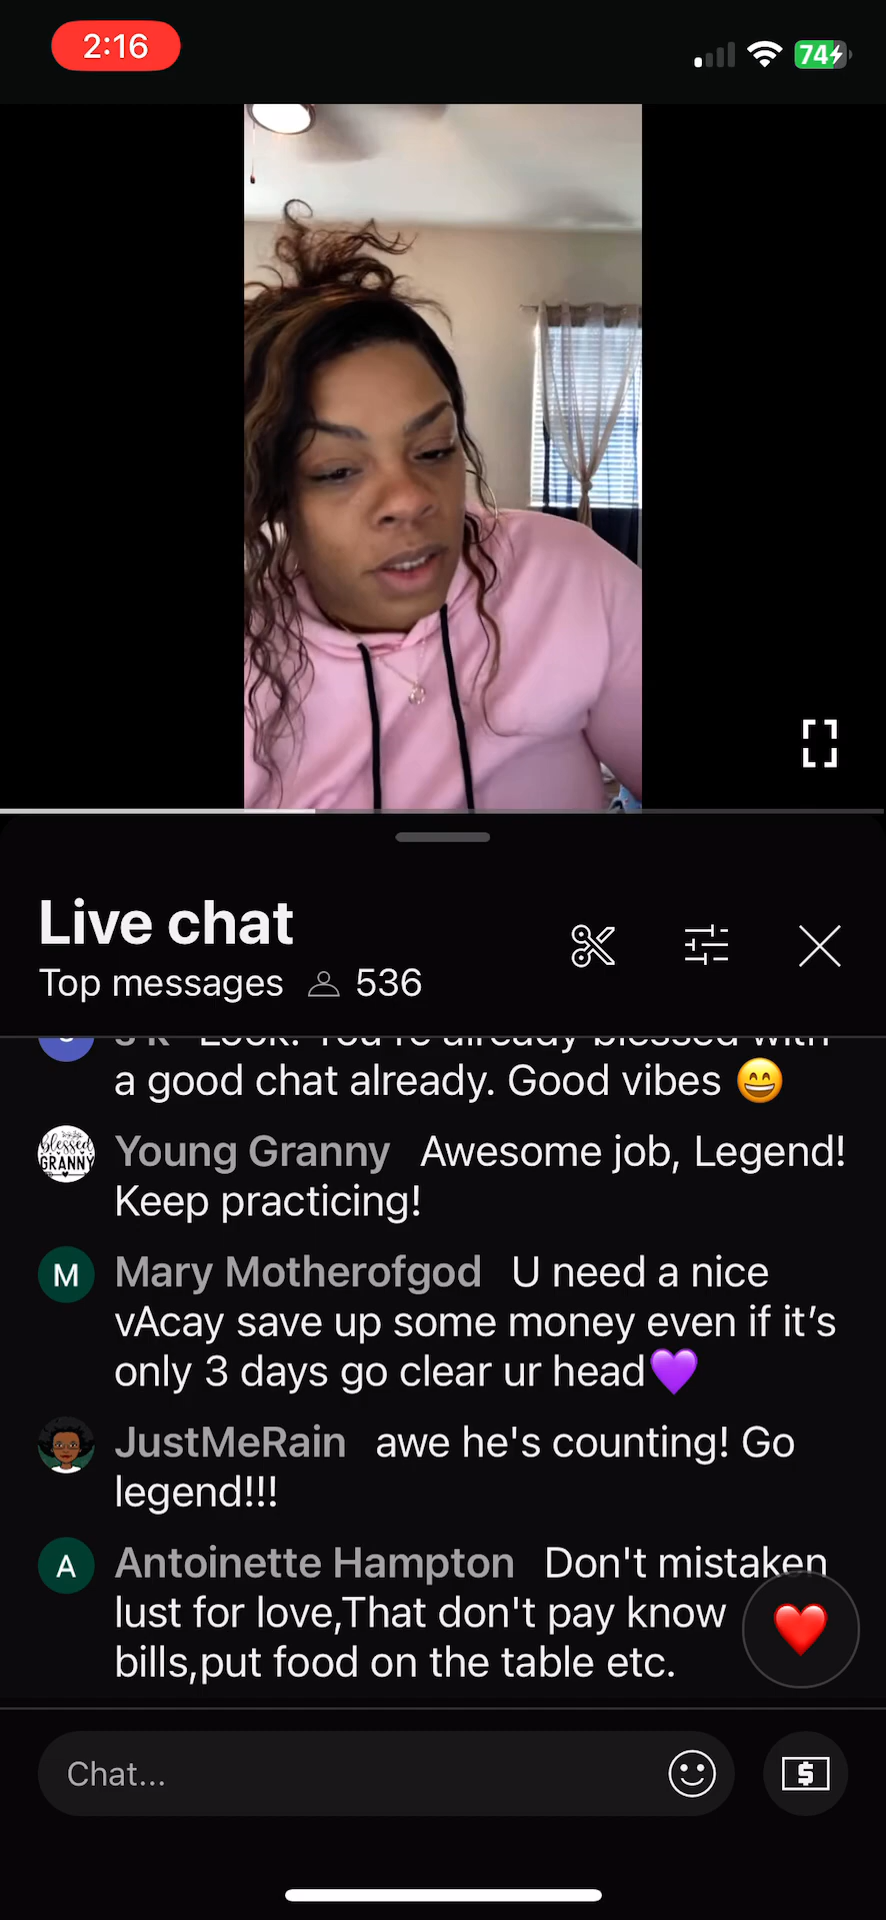 2:16
74
Live chat
Top messages 536
a good chat already. Good vibes 😄
blessed
GRANNY
Young Granny Awesome job, Legend!
Keep practicing!
M Mary Motherofgod U need a nice
vAcay save up some money even if it’s
only 3 days go clear ur head💜
JustMeRain awe he's counting! Go
legend!!!
A Antoinette Hampton Don't mistaken
lust for love,That don't pay know
bills,put food on the table etc.
Chat...
$